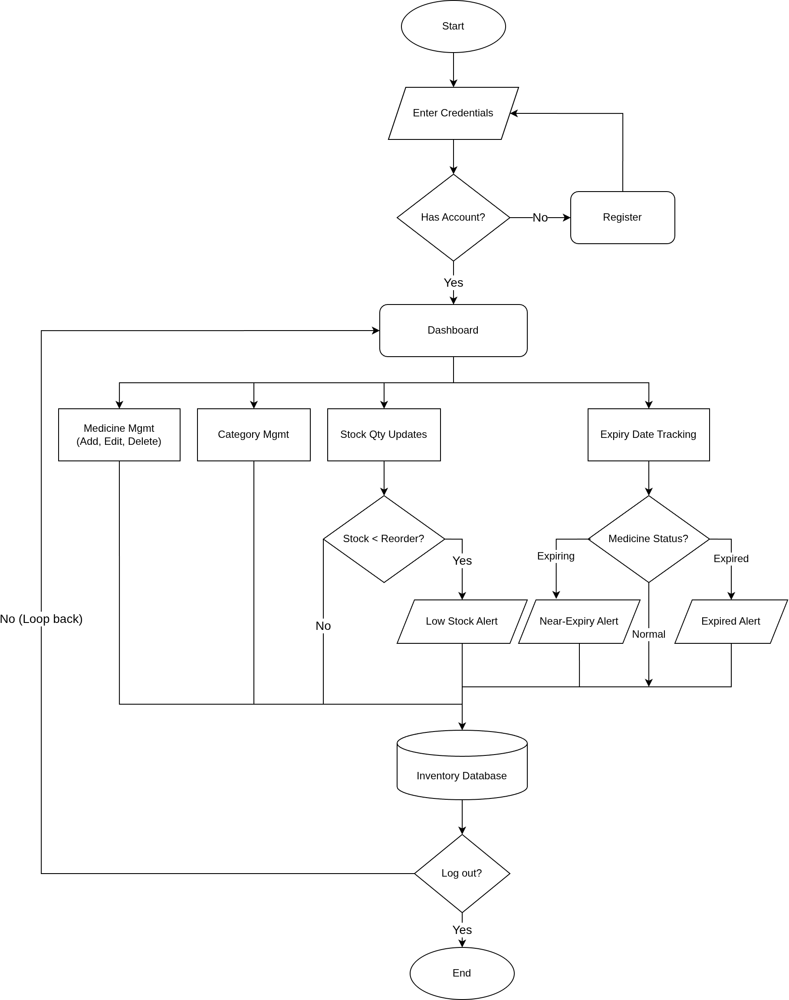 Start
Enter Credentials
Has Account?
No
Register
Yes
Dashboard
Medicine Mgmt
(Add, Edit, Delete)
Category Mgmt
Stock Qty Updates
Expiry Date Tracking
Stock < Reorder?
Medicine Status?
Yes
Expiring
Expired
No (Loop back)
No
Low Stock Alert
Near-Expiry Alert
Normal
Expired Alert
Inventory Database
Log out?
Yes
End